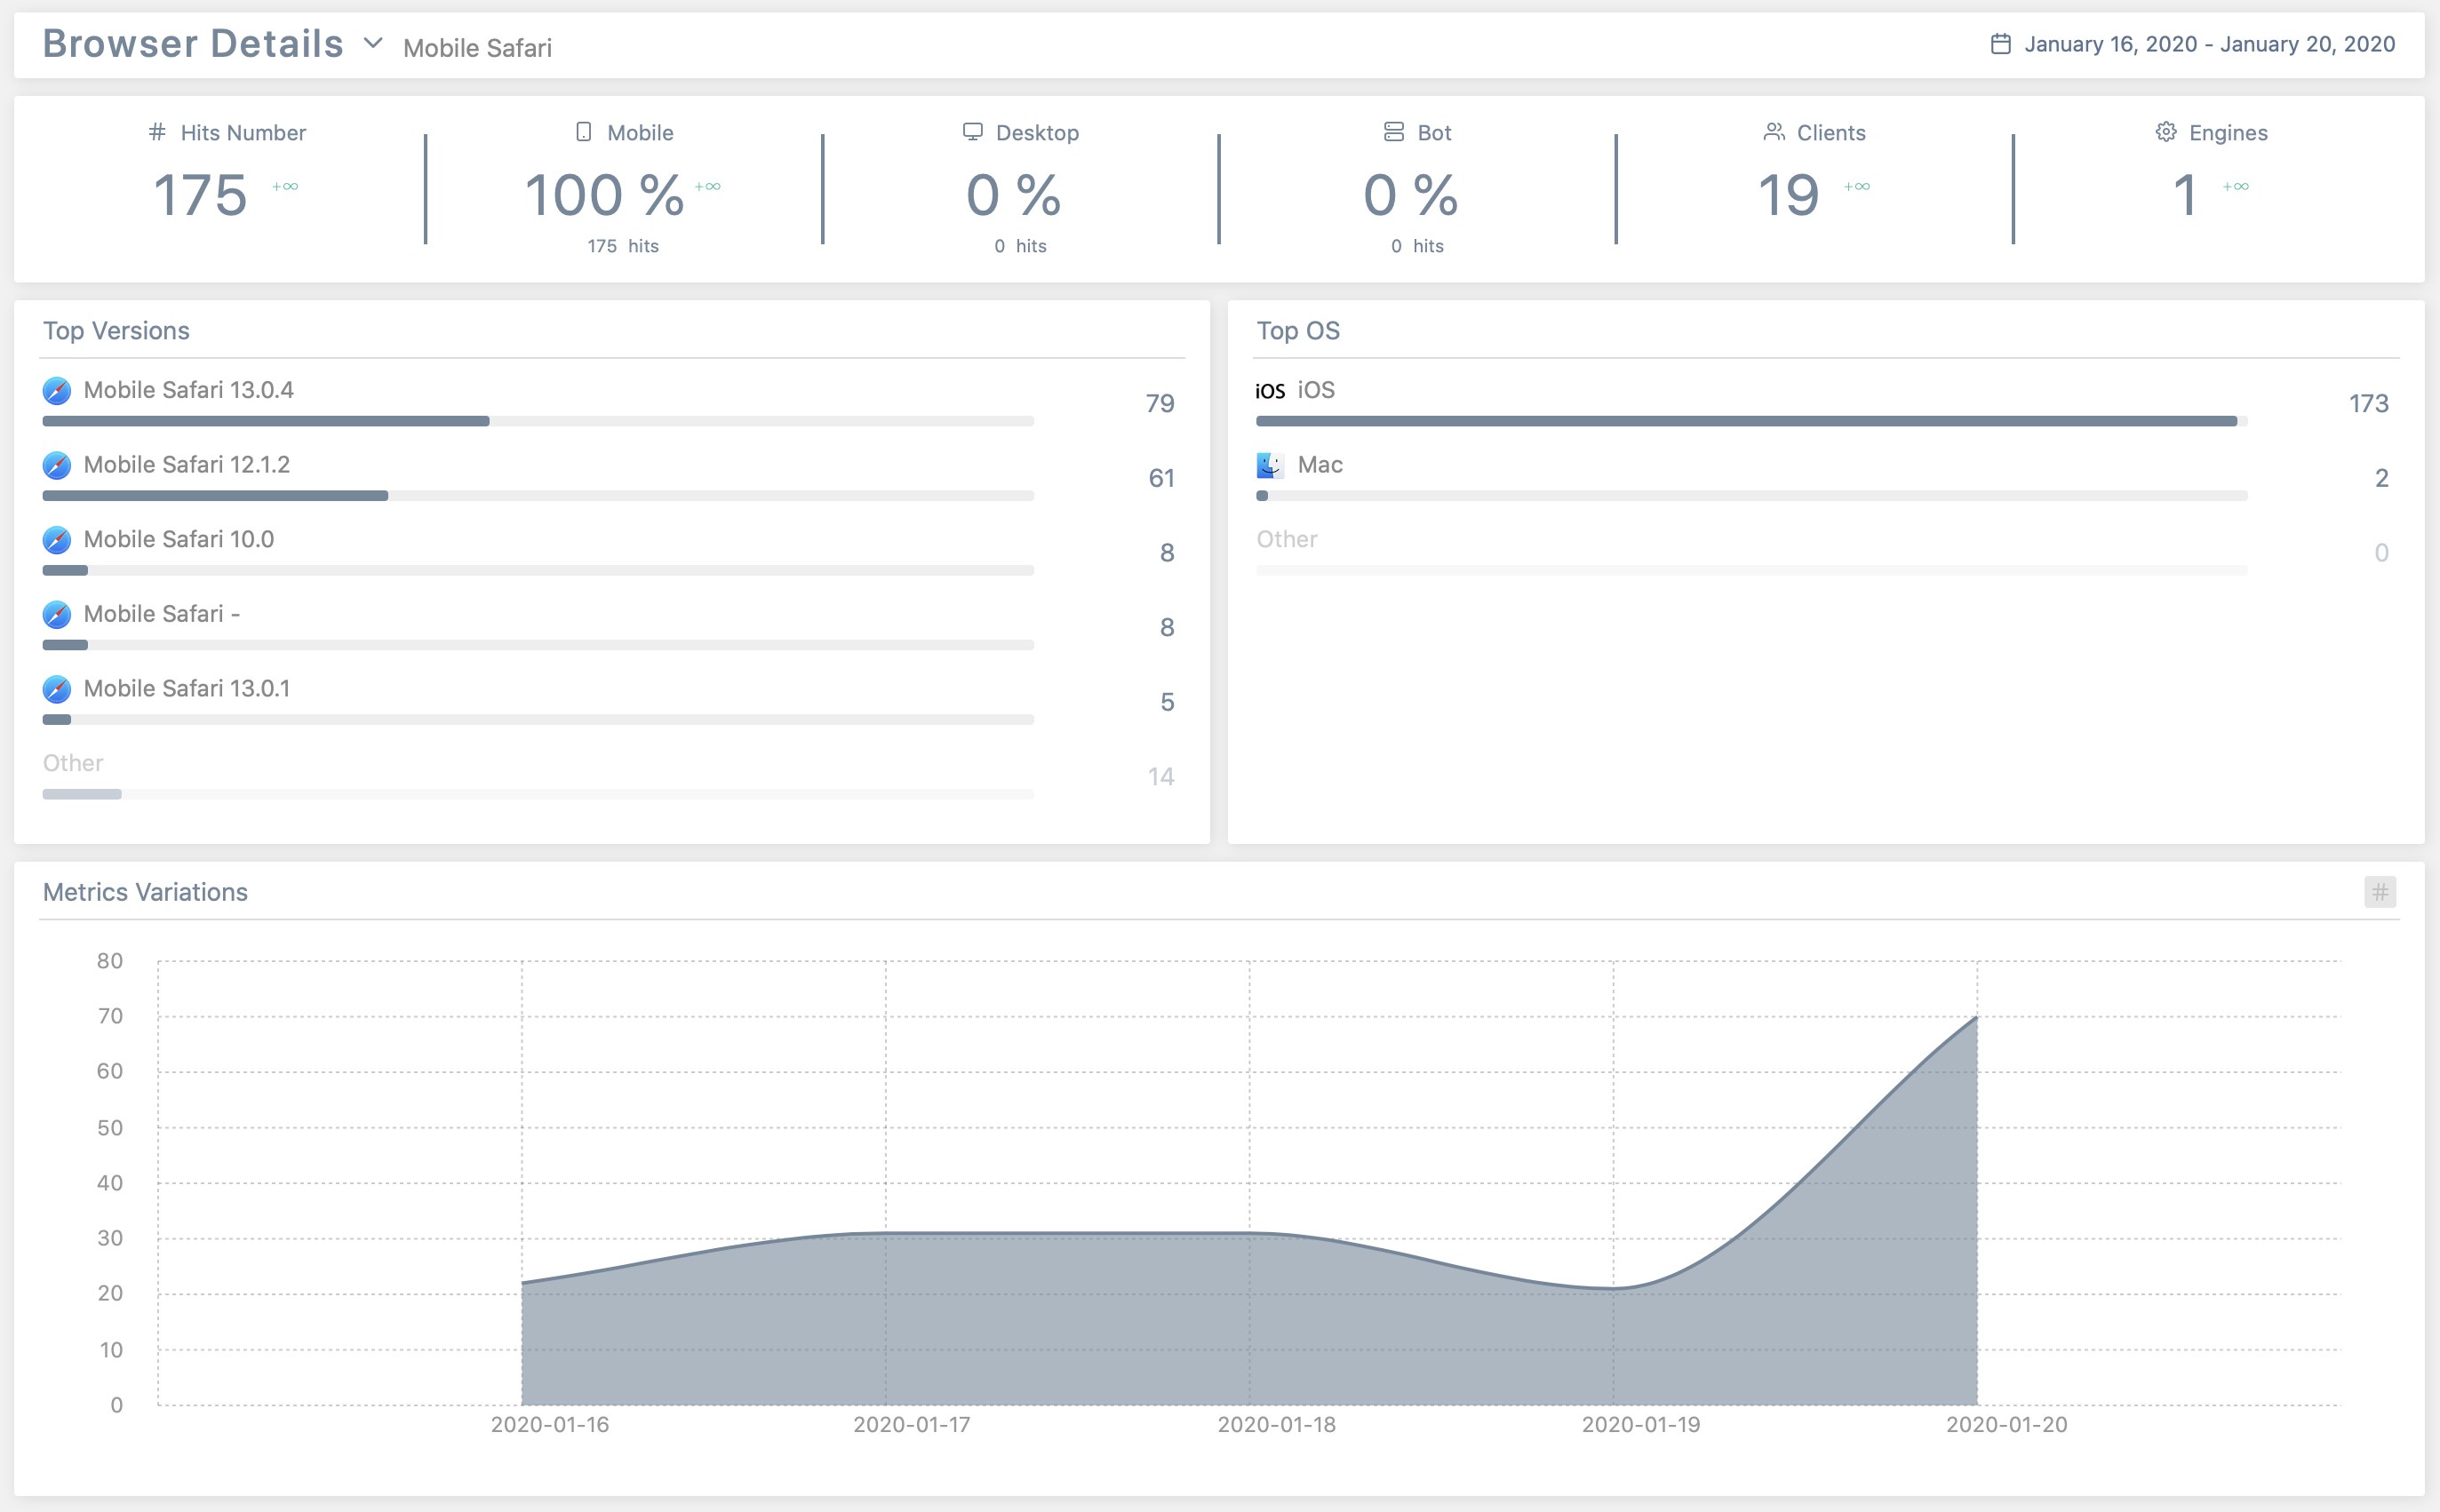 Browser Details Mobile Safari
January 16, 2020 - January 20, 2020
# Hits Number
175 +∞
Mobile
100 % +∞
175 hits
Desktop
0 %
0 hits
Bot
0 %
0 hits
Clients
19 +∞
Engines
1 +∞
Top Versions
Mobile Safari 13.0.4
79
Mobile Safari 12.1.2
61
Mobile Safari 10.0
8
Mobile Safari -
8
Mobile Safari 13.0.1
5
Other
14
Top OS
iOS iOS
173
Mac
2
Other
0
Metrics Variations
#
80
70
60
50
40
30
20
10
0
2020-01-16 2020-01-17 2020-01-18 2020-01-19 2020-01-20